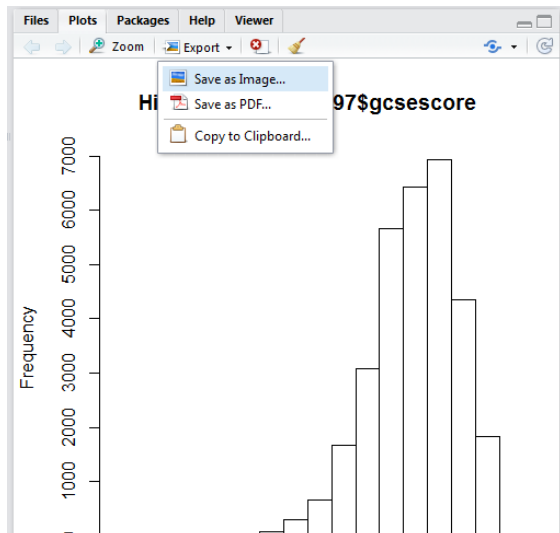 Files Plots Packages Help Viewer
Zoom Export
Save as Image...
Save as PDF...
Copy to Clipboard...
Hi 97$gcsescore
7000
6000
5000
4000
3000
2000
1000
Frequency